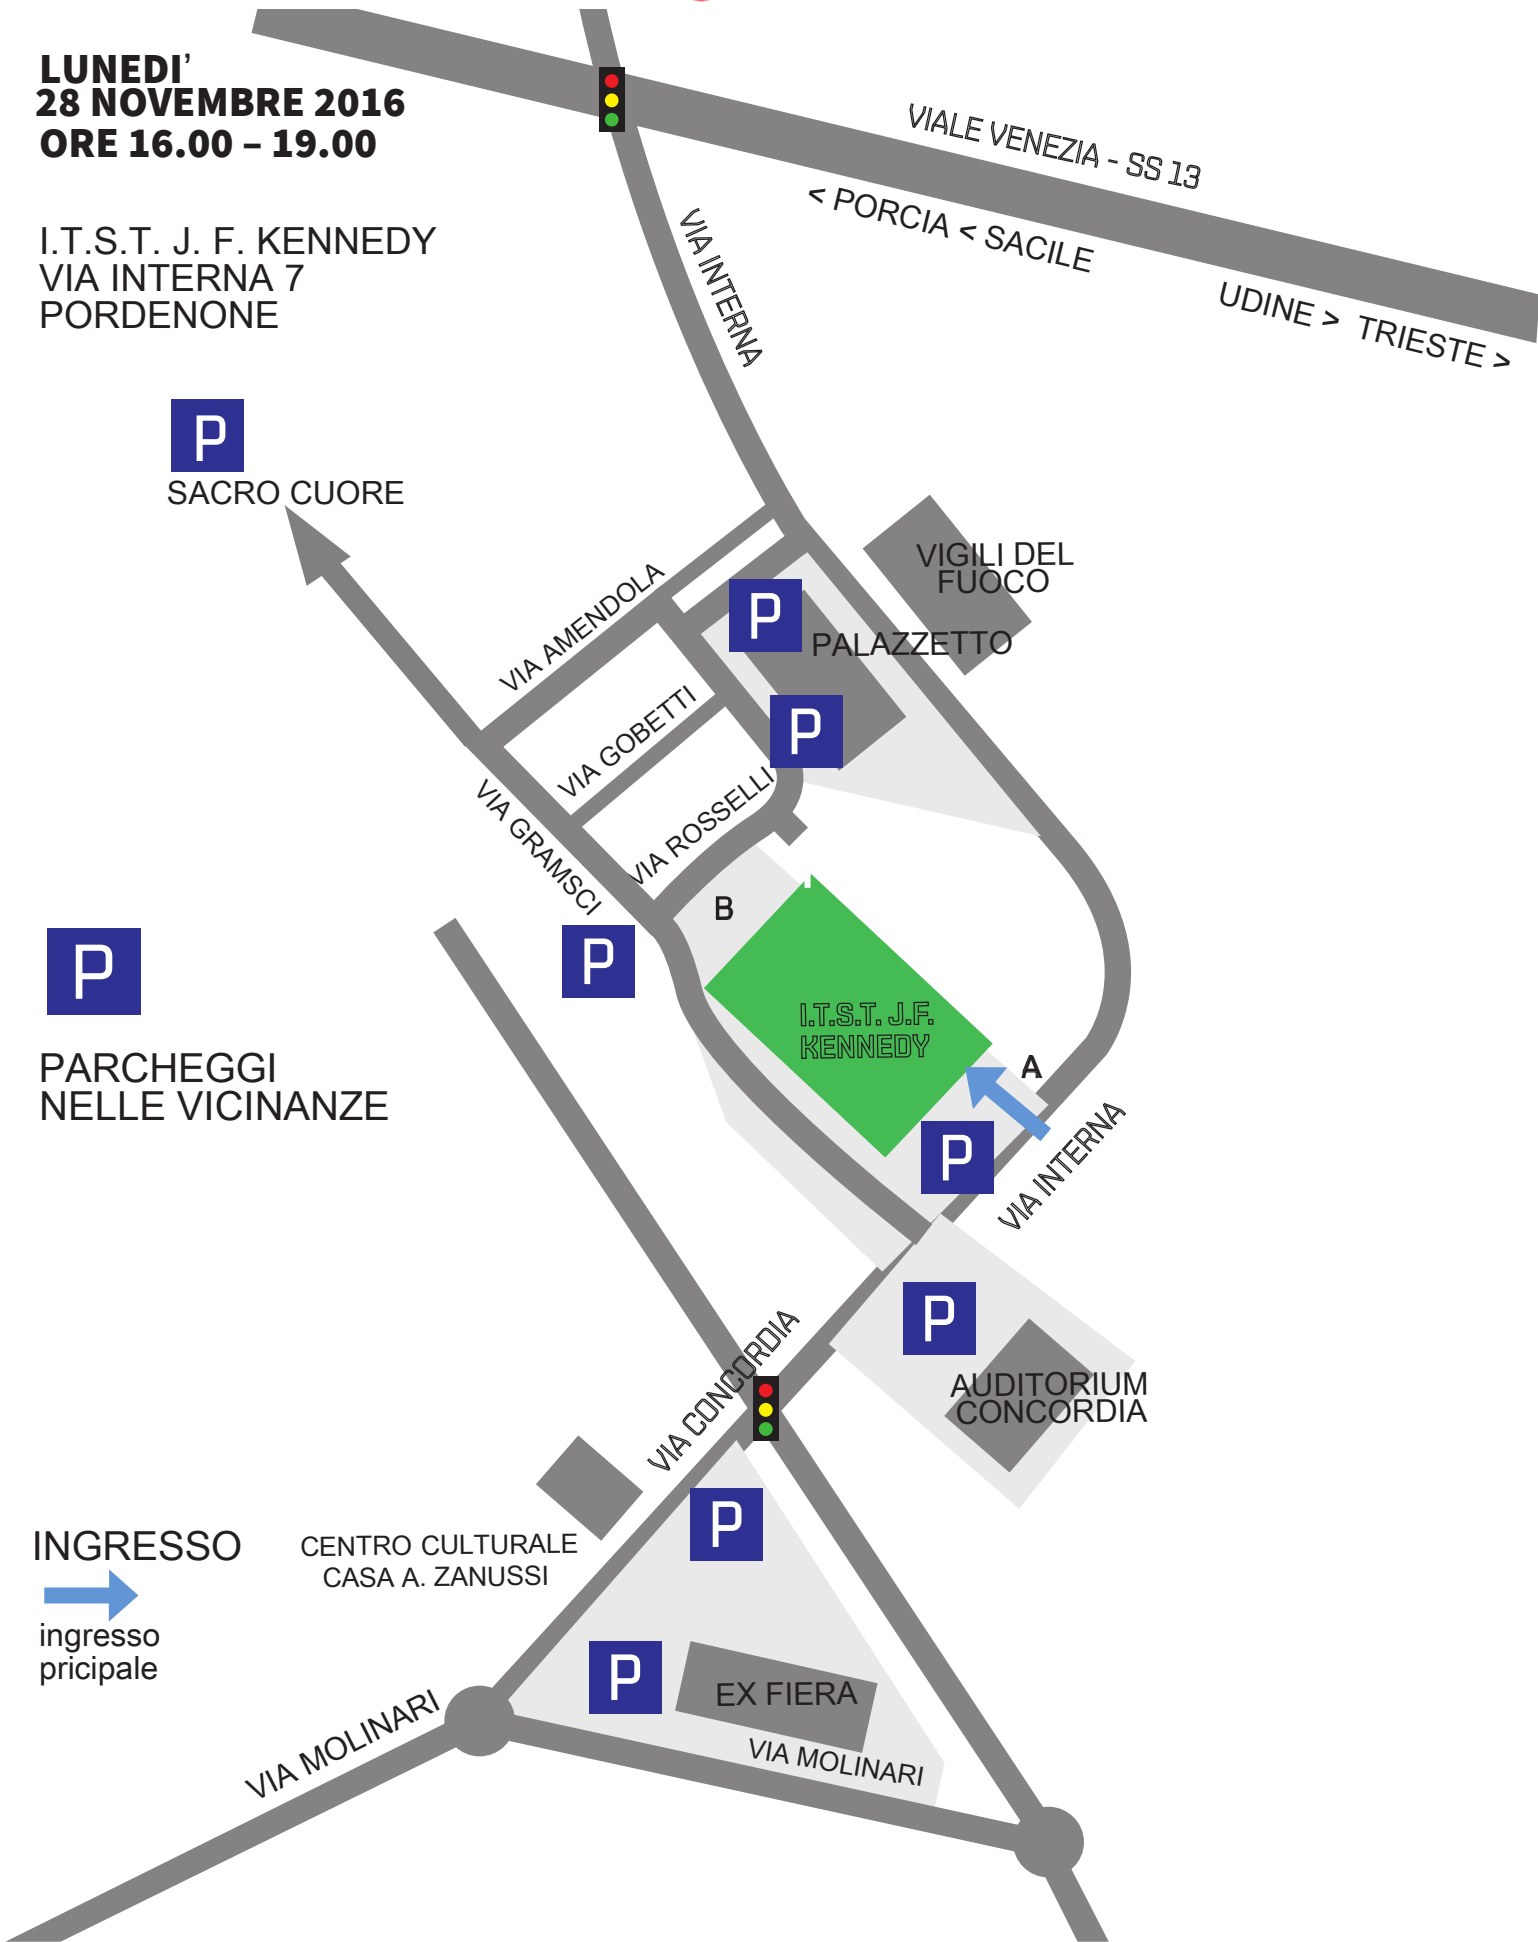 LUNEDI’
28 NOVEMBRE 2016
ORE 16.00 – 19.00
I.T.S.T. J. F. KENNEDY
VIA INTERNA 7
PORDENONE
VIALE VENEZIA - SS 13
< PORCIA < SACILE
UDINE > TRIESTE >
VIA INTERNA
P
SACRO CUORE
VIGILI DEL
FUOCO
P
PALAZZETTO
VIA AMENDOLA
P
VIA GOBETTI
VIA ROSSELLI
VIA GRAMSCI
B
P
P
PARCHEGGI
NELLE VICINANZE
I.T.S.T. J.F.
KENNEDY
A
P
VIA INTERNA
P
AUDITORIUM
CONCORDIA
VIA CONCORDIA
P
CENTRO CULTURALE
CASA A. ZANUSSI
INGRESSO
ingresso
pricipale
P
EX FIERA
VIA MOLINARI
VIA MOLINARI